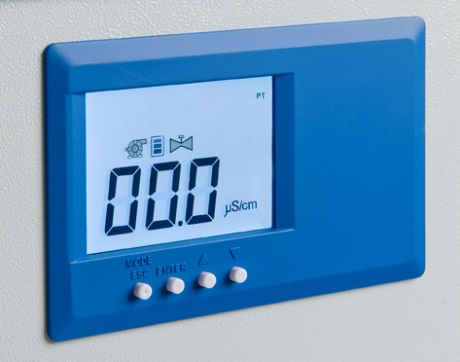 PT
00.0 μS/cm
MODE
ESC ENTER